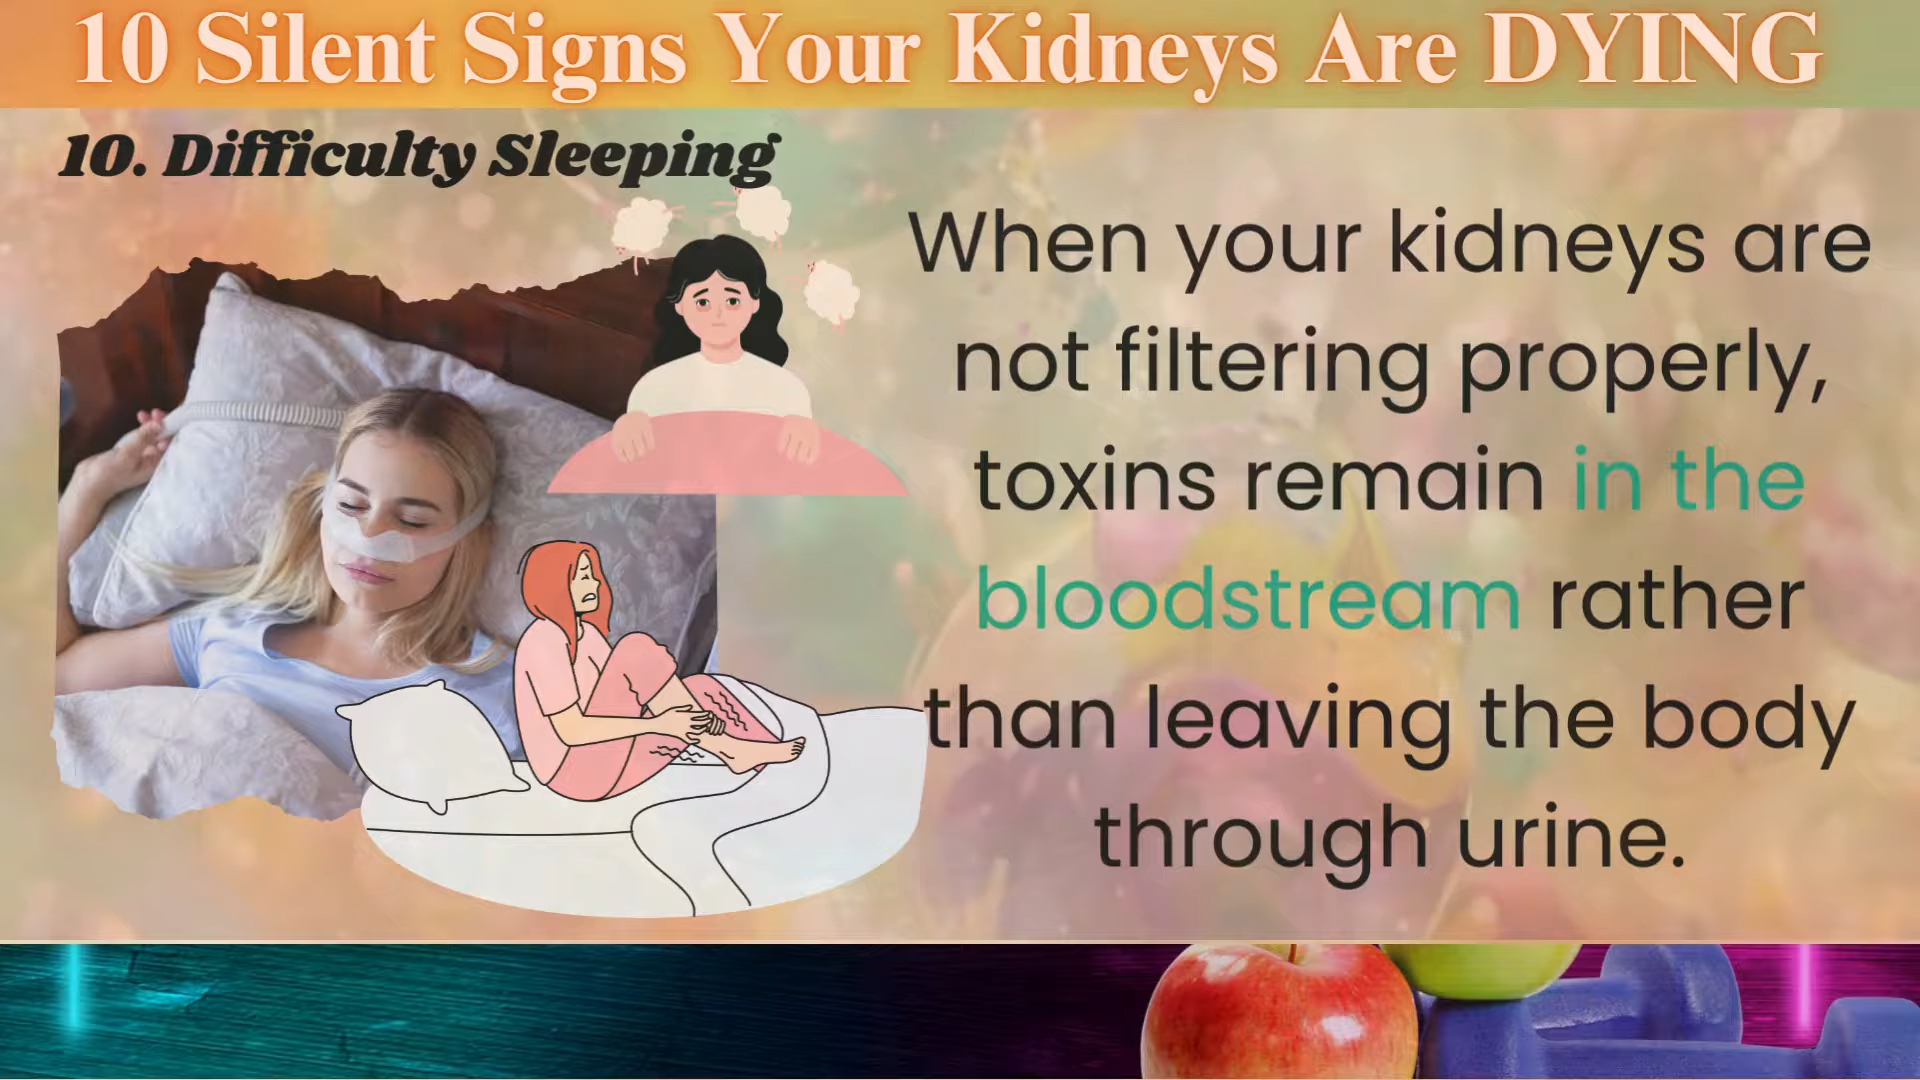 10 Silent Signs Your Kidneys Are DYING
10. Difficulty Sleeping
When your kidneys are
not filtering properly,
toxins remain in the
bloodstream rather
than leaving the body
through urine.